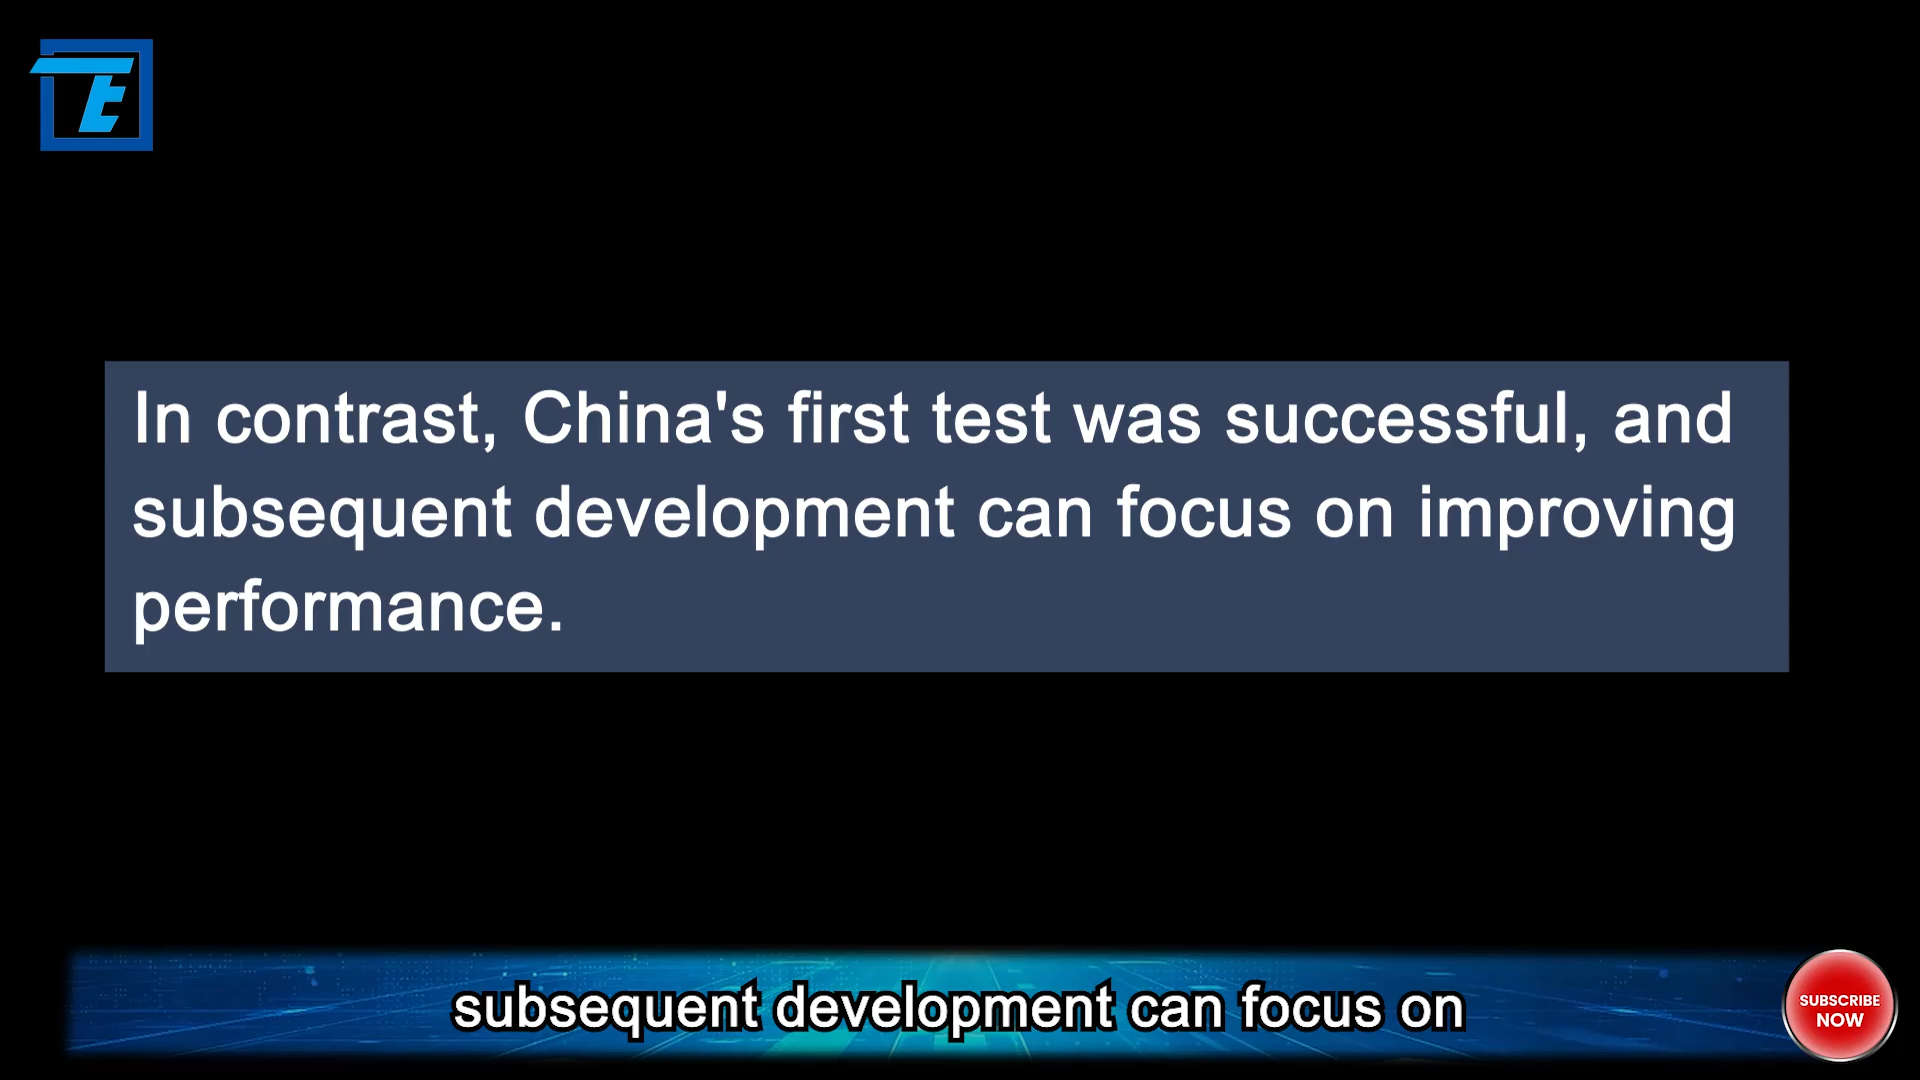 TE
In contrast, China's first test was successful, and
subsequent development can focus on improving
performance.
subsequent development can focus on
SUBSCRIBE
NOW